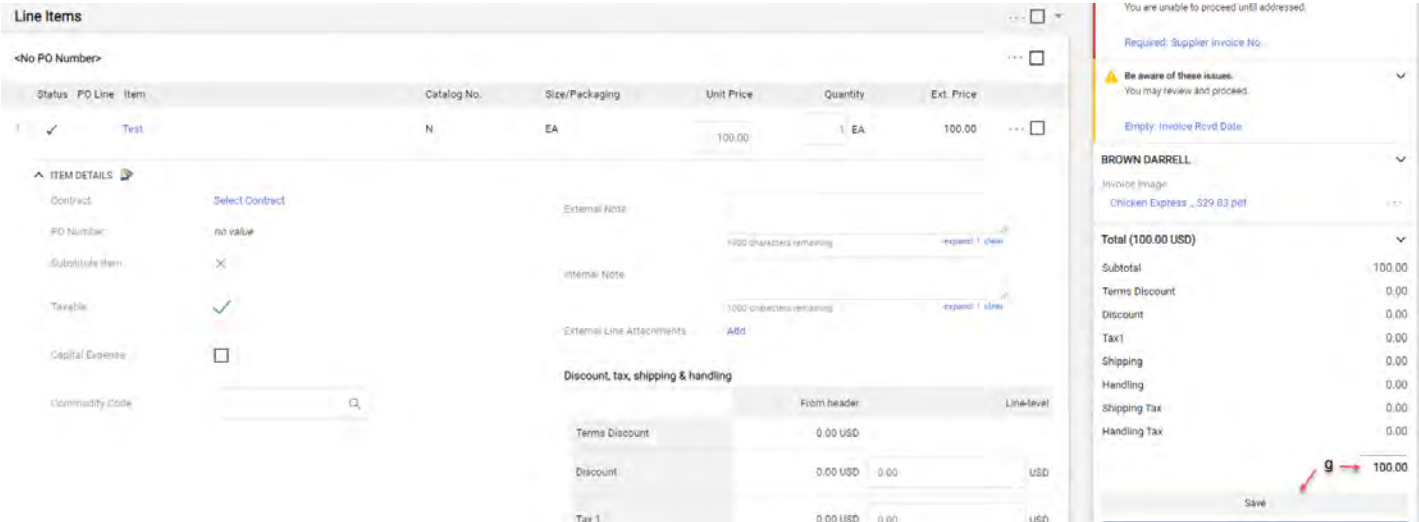 Line Items
<No PO Number>
Status PO Line Item Catalog No. Size/Packaging Unit Price Quantity Ext. Price
Test N EA 100.00 1 EA 100.00
ITEM DETAILS
Contract Select Contract
PO Number no value
Substitute Item
Taxable
Capital Expense
Commodity Code
External Note
1000 characters remaining expand | clear
Internal Note
1000 characters remaining expand | clear
External Line Attachments Add
Discount, tax, shipping & handling
From header Line-level
Terms Discount 0.00 USD
Discount 0.00 USD 0.00 USD
Tax 1 0.00 USD 0.00 USD
You are unable to proceed until addressed.
Required: Supplier Invoice No.
Be aware of these issues.
You may review and proceed.
Empty: Invoice Rcvd Date
BROWN DARRELL
Invoice Image
Chicken Express _ $29.83.pdf
Total (100.00 USD)
Subtotal 100.00
Terms Discount 0.00
Discount 0.00
Tax1 0.00
Shipping 0.00
Handling 0.00
Shipping Tax 0.00
Handling Tax 0.00
g 100.00
Save